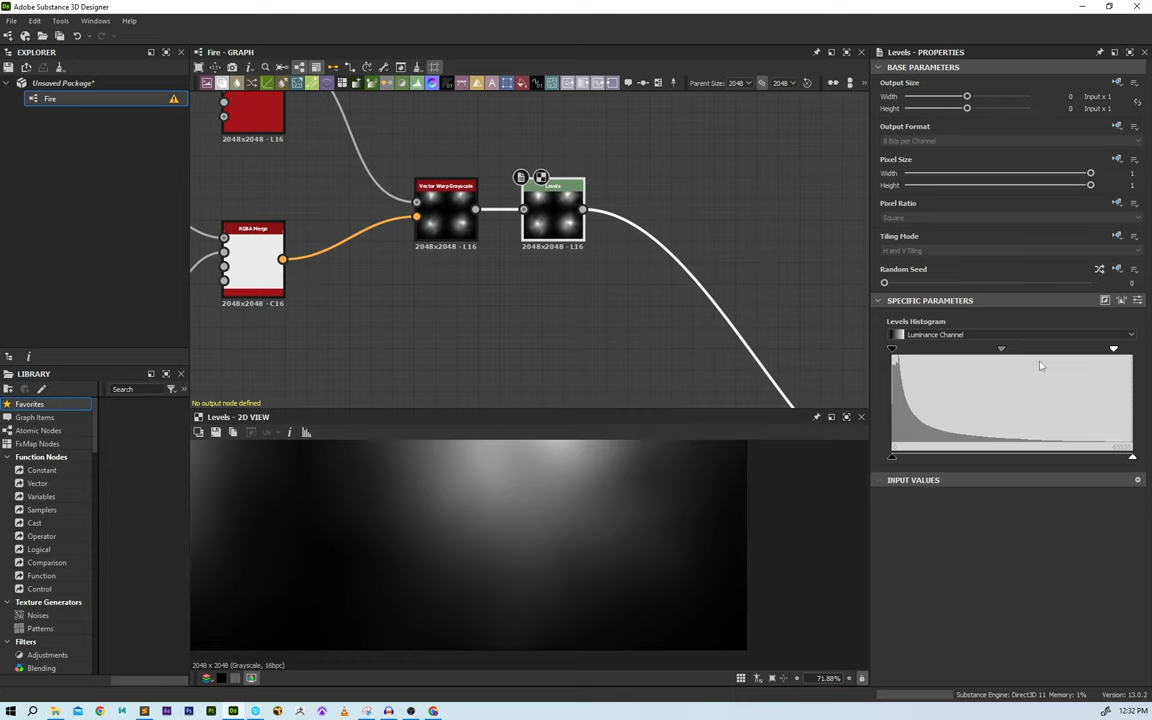 Adobe Substance 3D Designer
File Edit Tools Windows Help
EXPLORER
Unsaved Package*
Fire
Fire - GRAPH
Parent Size: 2048 2048
2048x2048 - L16
RGBA Merge
2048x2048 - C16
Vector Warp Grayscale
2048x2048 - L16
Levels
2048x2048 - L16
No output node defined
LIBRARY
Search
Favorites
Graph Items
Atomic Nodes
FxMap Nodes
Function Nodes
Constant
Vector
Variables
Samplers
Cast
Operator
Logical
Comparison
Function
Control
Texture Generators
Noises
Patterns
Filters
Adjustments
Blending
Levels - 2D VIEW
UV
2048 x 2048 (Grayscale, 16bpc)
71.88%
Levels - PROPERTIES
BASE PARAMETERS
Output Size
Width 0 Input x 1
Height 0 Input x 1
Output Format
8 Bits per Channel
Pixel Size
Width 1
Height 1
Pixel Ratio
Square
Tiling Mode
H and V Tiling
Random Seed
0
SPECIFIC PARAMETERS
Levels Histogram
Luminance Channel
0 65535
INPUT VALUES
Substance Engine: Direct3D 11 Memory: 1% Version: 13.0.2
12:32 PM